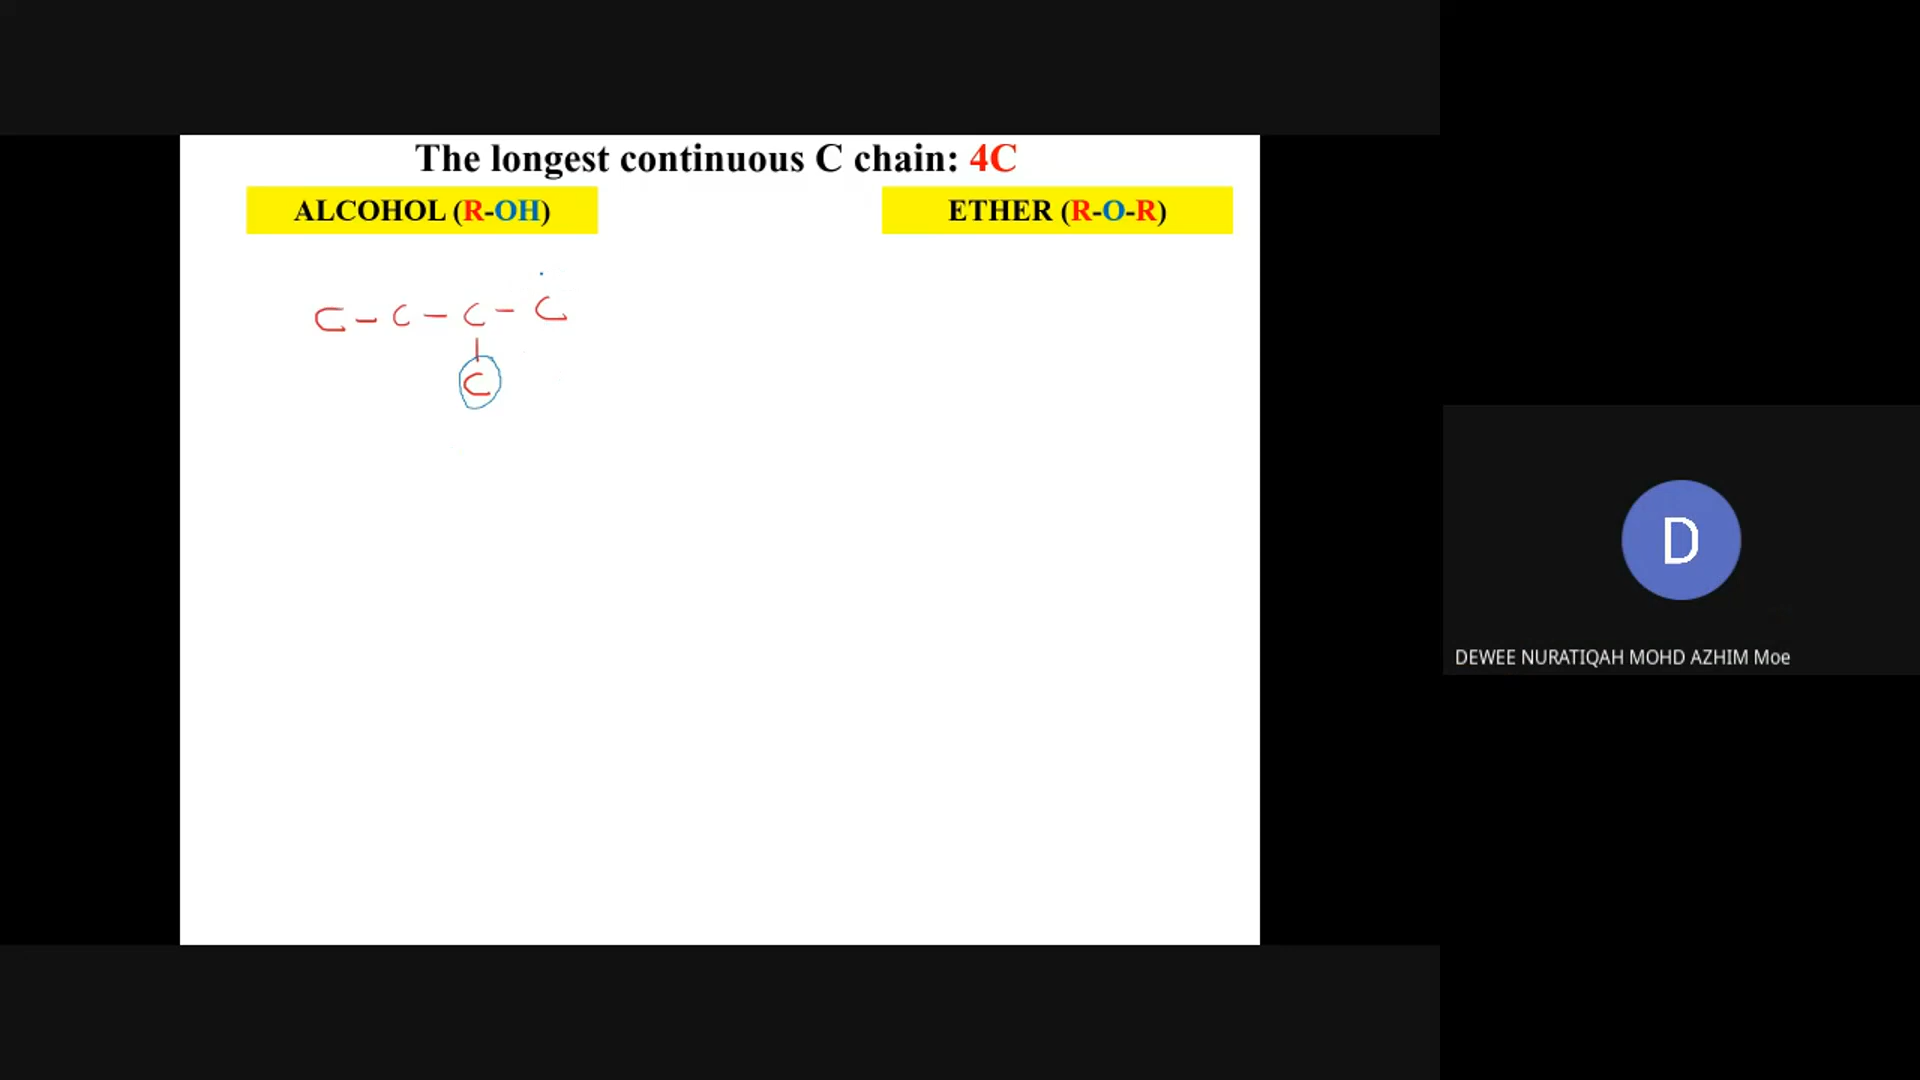 The longest continuous C chain: 4C
ALCOHOL (R-OH)
ETHER (R-O-R)
C - C - C - C
C
D
DEWEE NURATIQAH MOHD AZHIM Moe